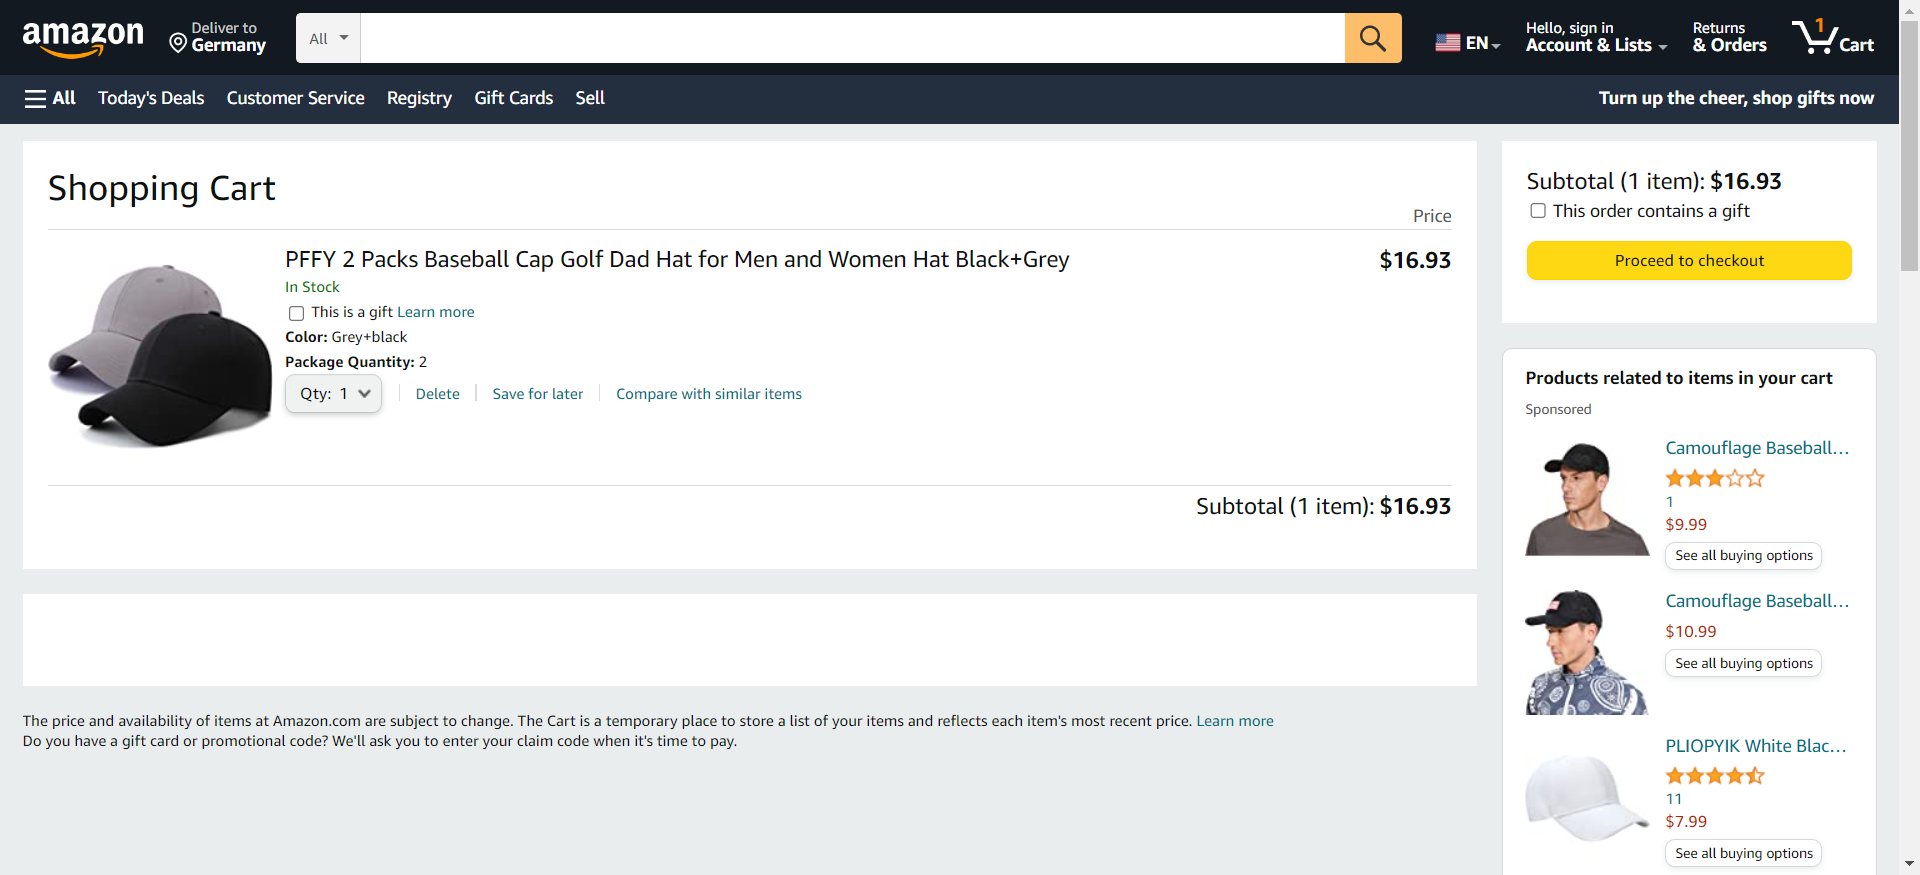 amazon
Deliver to
Germany
All
EN
Hello, sign in
Account & Lists
Returns
& Orders
1
Cart
All
Today's Deals
Customer Service
Registry
Gift Cards
Sell
Turn up the cheer, shop gifts now
Shopping Cart
Price
PFFY 2 Packs Baseball Cap Golf Dad Hat for Men and Women Hat Black+Grey
$16.93
In Stock
This is a gift Learn more
Color: Grey+black
Package Quantity: 2
Qty: 1
Delete
Save for later
Compare with similar items
Subtotal (1 item): $16.93
The price and availability of items at Amazon.com are subject to change. The Cart is a temporary place to store a list of your items and reflects each item's most recent price. Learn more
Do you have a gift card or promotional code? We'll ask you to enter your claim code when it's time to pay.
Subtotal (1 item): $16.93
This order contains a gift
Proceed to checkout
Products related to items in your cart
Sponsored
Camouflage Baseball…
1
$9.99
See all buying options
Camouflage Baseball…
$10.99
See all buying options
PLIOPYIK White Blac…
11
$7.99
See all buying options